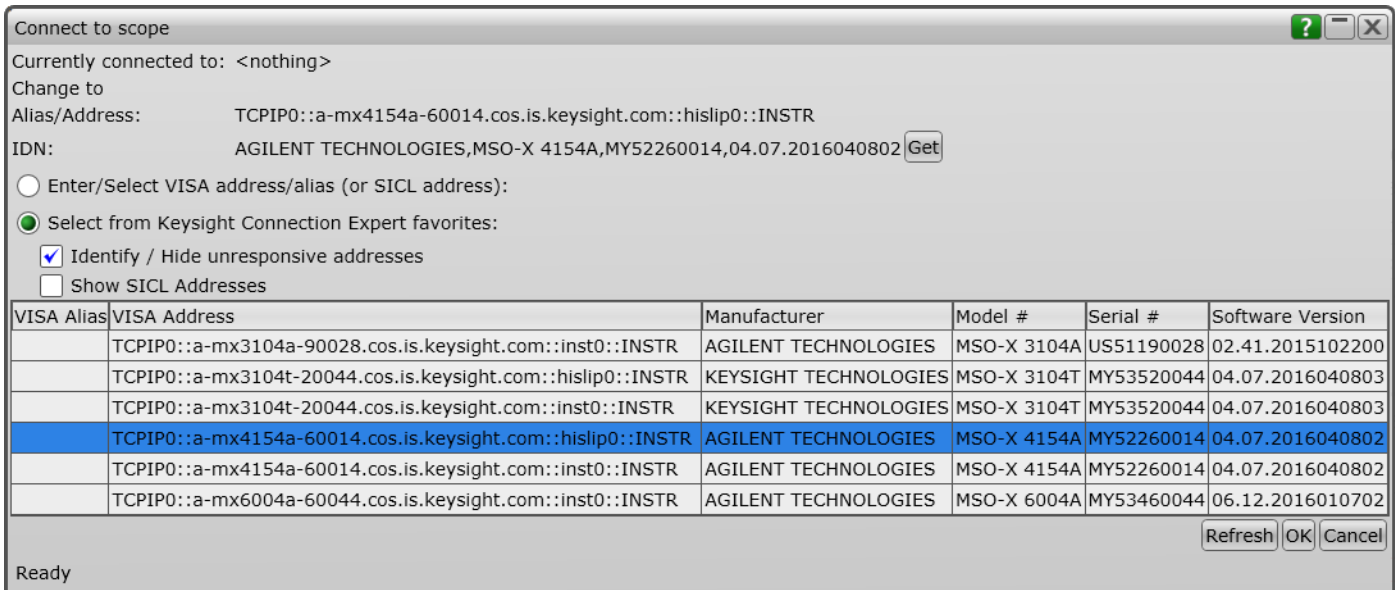 Connect to scope
?
X
Currently connected to: <nothing>
Change to
Alias/Address: TCPIP0::a-mx4154a-60014.cos.is.keysight.com::hislip0::INSTR
IDN: AGILENT TECHNOLOGIES,MSO-X 4154A,MY52260014,04.07.2016040802 Get
Enter/Select VISA address/alias (or SICL address):
Select from Keysight Connection Expert favorites:
Identify / Hide unresponsive addresses
Show SICL Addresses
VISA Alias VISA Address Manufacturer Model # Serial # Software Version
TCPIP0::a-mx3104a-90028.cos.is.keysight.com::inst0::INSTR AGILENT TECHNOLOGIES MSO-X 3104A US51190028 02.41.2015102200
TCPIP0::a-mx3104t-20044.cos.is.keysight.com::hislip0::INSTR KEYSIGHT TECHNOLOGIES MSO-X 3104T MY53520044 04.07.2016040803
TCPIP0::a-mx3104t-20044.cos.is.keysight.com::inst0::INSTR KEYSIGHT TECHNOLOGIES MSO-X 3104T MY53520044 04.07.2016040803
TCPIP0::a-mx4154a-60014.cos.is.keysight.com::hislip0::INSTR AGILENT TECHNOLOGIES MSO-X 4154A MY52260014 04.07.2016040802
TCPIP0::a-mx4154a-60014.cos.is.keysight.com::inst0::INSTR AGILENT TECHNOLOGIES MSO-X 4154A MY52260014 04.07.2016040802
TCPIP0::a-mx6004a-60044.cos.is.keysight.com::inst0::INSTR AGILENT TECHNOLOGIES MSO-X 6004A MY53460044 06.12.2016010702
Refresh OK Cancel
Ready